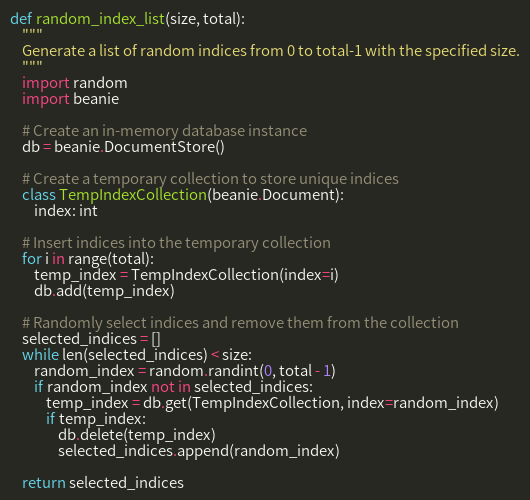 def random_index_list(size, total):
    """
    Generate a list of random indices from 0 to total-1 with the specified size.
    """
    import random
    import beanie

    # Create an in-memory database instance
    db = beanie.DocumentStore()

    # Create a temporary collection to store unique indices
    class TempIndexCollection(beanie.Document):
        index: int

    # Insert indices into the temporary collection
    for i in range(total):
        temp_index = TempIndexCollection(index=i)
        db.add(temp_index)

    # Randomly select indices and remove them from the collection
    selected_indices = []
    while len(selected_indices) < size:
        random_index = random.randint(0, total - 1)
        if random_index not in selected_indices:
            temp_index = db.get(TempIndexCollection, index=random_index)
            if temp_index:
                db.delete(temp_index)
                selected_indices.append(random_index)

    return selected_indices